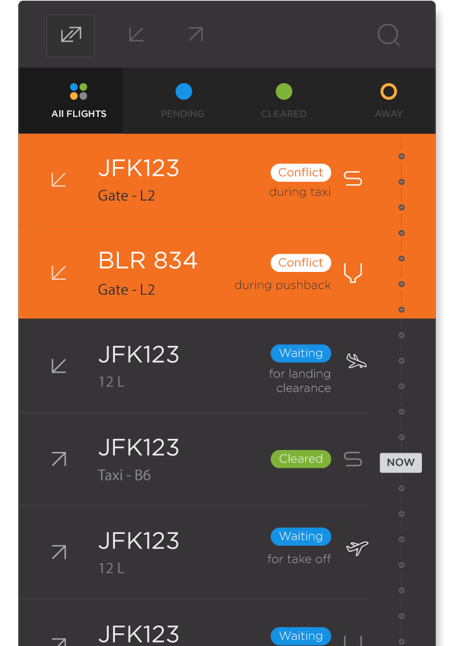 All FLIGHTS
PENDING
CLEARED
AWAY
JFK123
Conflict
Gate - L2
during taxi
BLR 834
Conflict
Gate - L2
during pushback
JFK123
Waiting
12 L
for landing
clearance
JFK123
Cleared
Taxi - B6
NOW
JFK123
Waiting
12 L
for take off
JFK123
Waiting